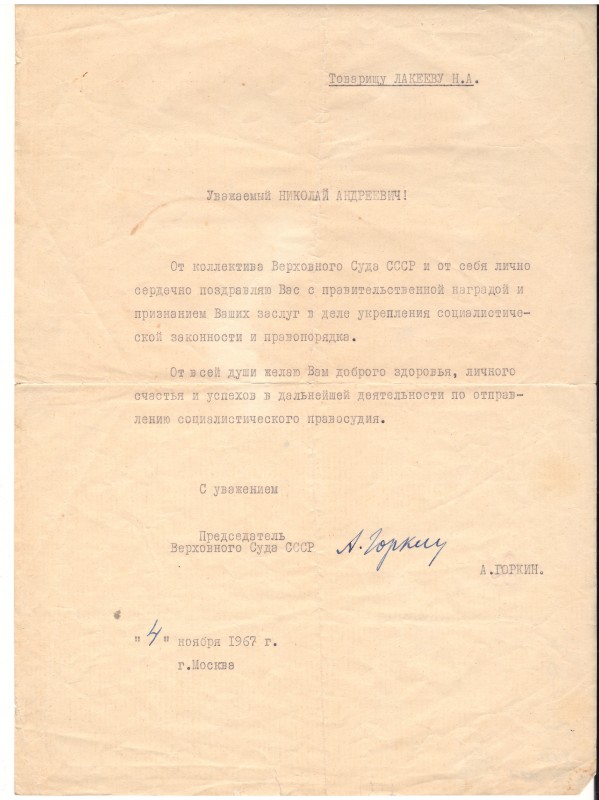 Товарищу ЛАКЕЕВУ Н.А.
Уважаемый НИКОЛАЙ АНДРЕЕВИЧ!
От коллектива Верховного Суда СССР и от себя лично
сердечно поздравляю Вас с правительственной наградой и
признанием Ваших заслуг в деле укрепления социалистиче-
ской законности и правопорядка.
От всей души желаю Вам доброго здоровья, личного
счастья и успехов в дальнейшей деятельности по отправ-
лению социалистического правосудия.
С уважением
Председатель
Верховного Суда СССР
А. Горкин
А.ГОРКИН.
"4" ноября 1967 г.
г.Москва